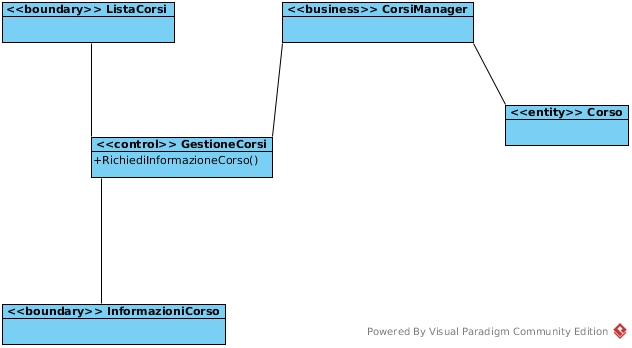 <<boundary>> ListaCorsi
<<business>> CorsiManager
<<entity>> Corso
<<control>> GestioneCorsi
+RichiediInformazioneCorso()
<<boundary>> InformazioniCorso
Powered By Visual Paradigm Community Edition